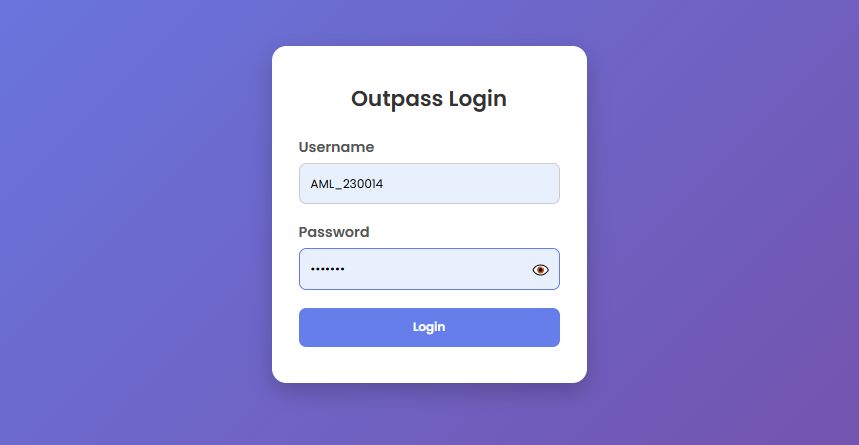 Outpass Login
Username
AML_230014
Password
•••••••
Login